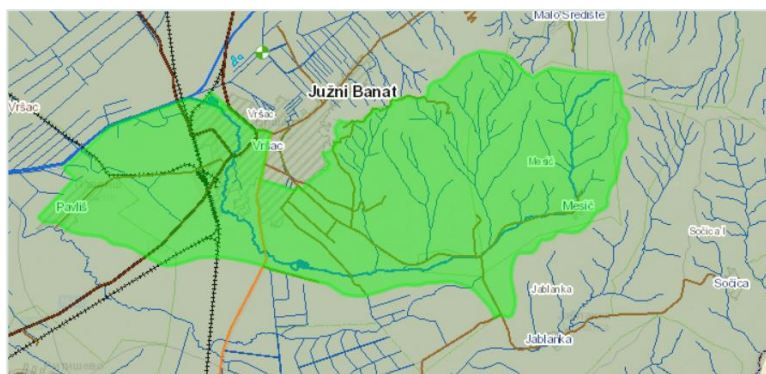 Malo Središte
Južni Banat
Vršac
Vršac
Vršac
Mesić
Pavliš
Mesić
Sočica I
Sočica
Jablanka
Jablanka